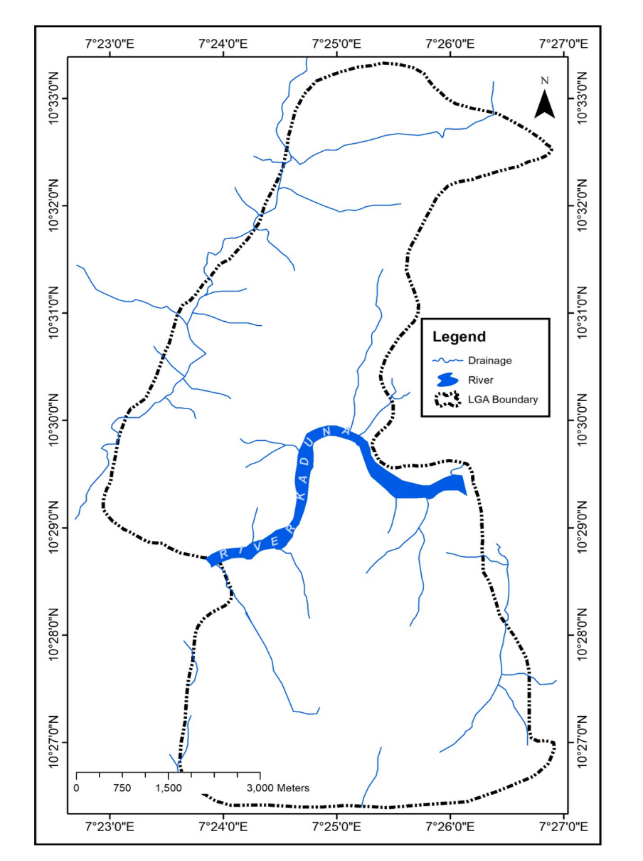 7°23'0"E 7°24'0"E 7°25'0"E 7°26'0"E 7°27'0"E
N
10°33'0"N 10°33'0"N
10°32'0"N 10°32'0"N
10°31'0"N 10°31'0"N
Legend
Drainage
River
LGA Boundary
10°30'0"N 10°30'0"N
RIVER KADUNA
10°29'0"N 10°29'0"N
10°28'0"N 10°28'0"N
10°27'0"N 10°27'0"N
0 750 1,500 3,000 Meters
7°23'0"E 7°24'0"E 7°25'0"E 7°26'0"E 7°27'0"E